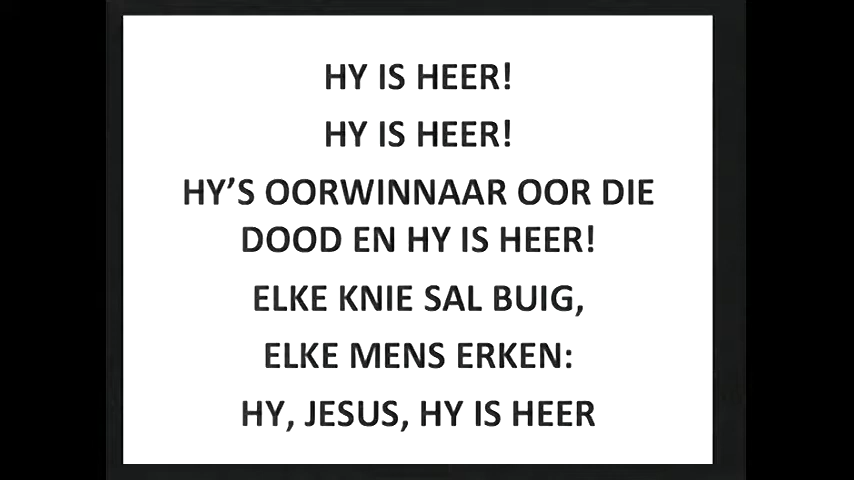 HY IS HEER!
HY IS HEER!
HY’S OORWINNAAR OOR DIE
DOOD EN HY IS HEER!
ELKE KNIE SAL BUIG,
ELKE MENS ERKEN:
HY, JESUS, HY IS HEER